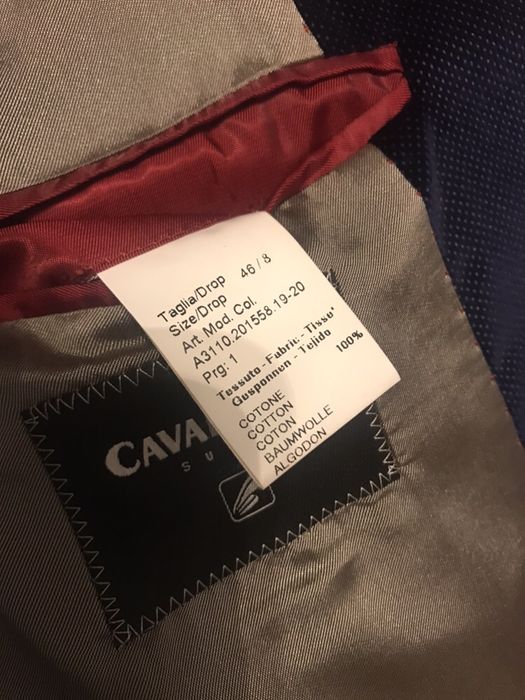 Taglia/Drop 46 / 8
Size/Drop
Art. Mod. Col.
A3110.201558.19-20
Prg: 1
Tessuto - Fabric - Tissu'
Gusponnen - Tejido
100%
COTONE
COTTON
COTON
BAUMWOLLE
ALGODON
CAVA
S U